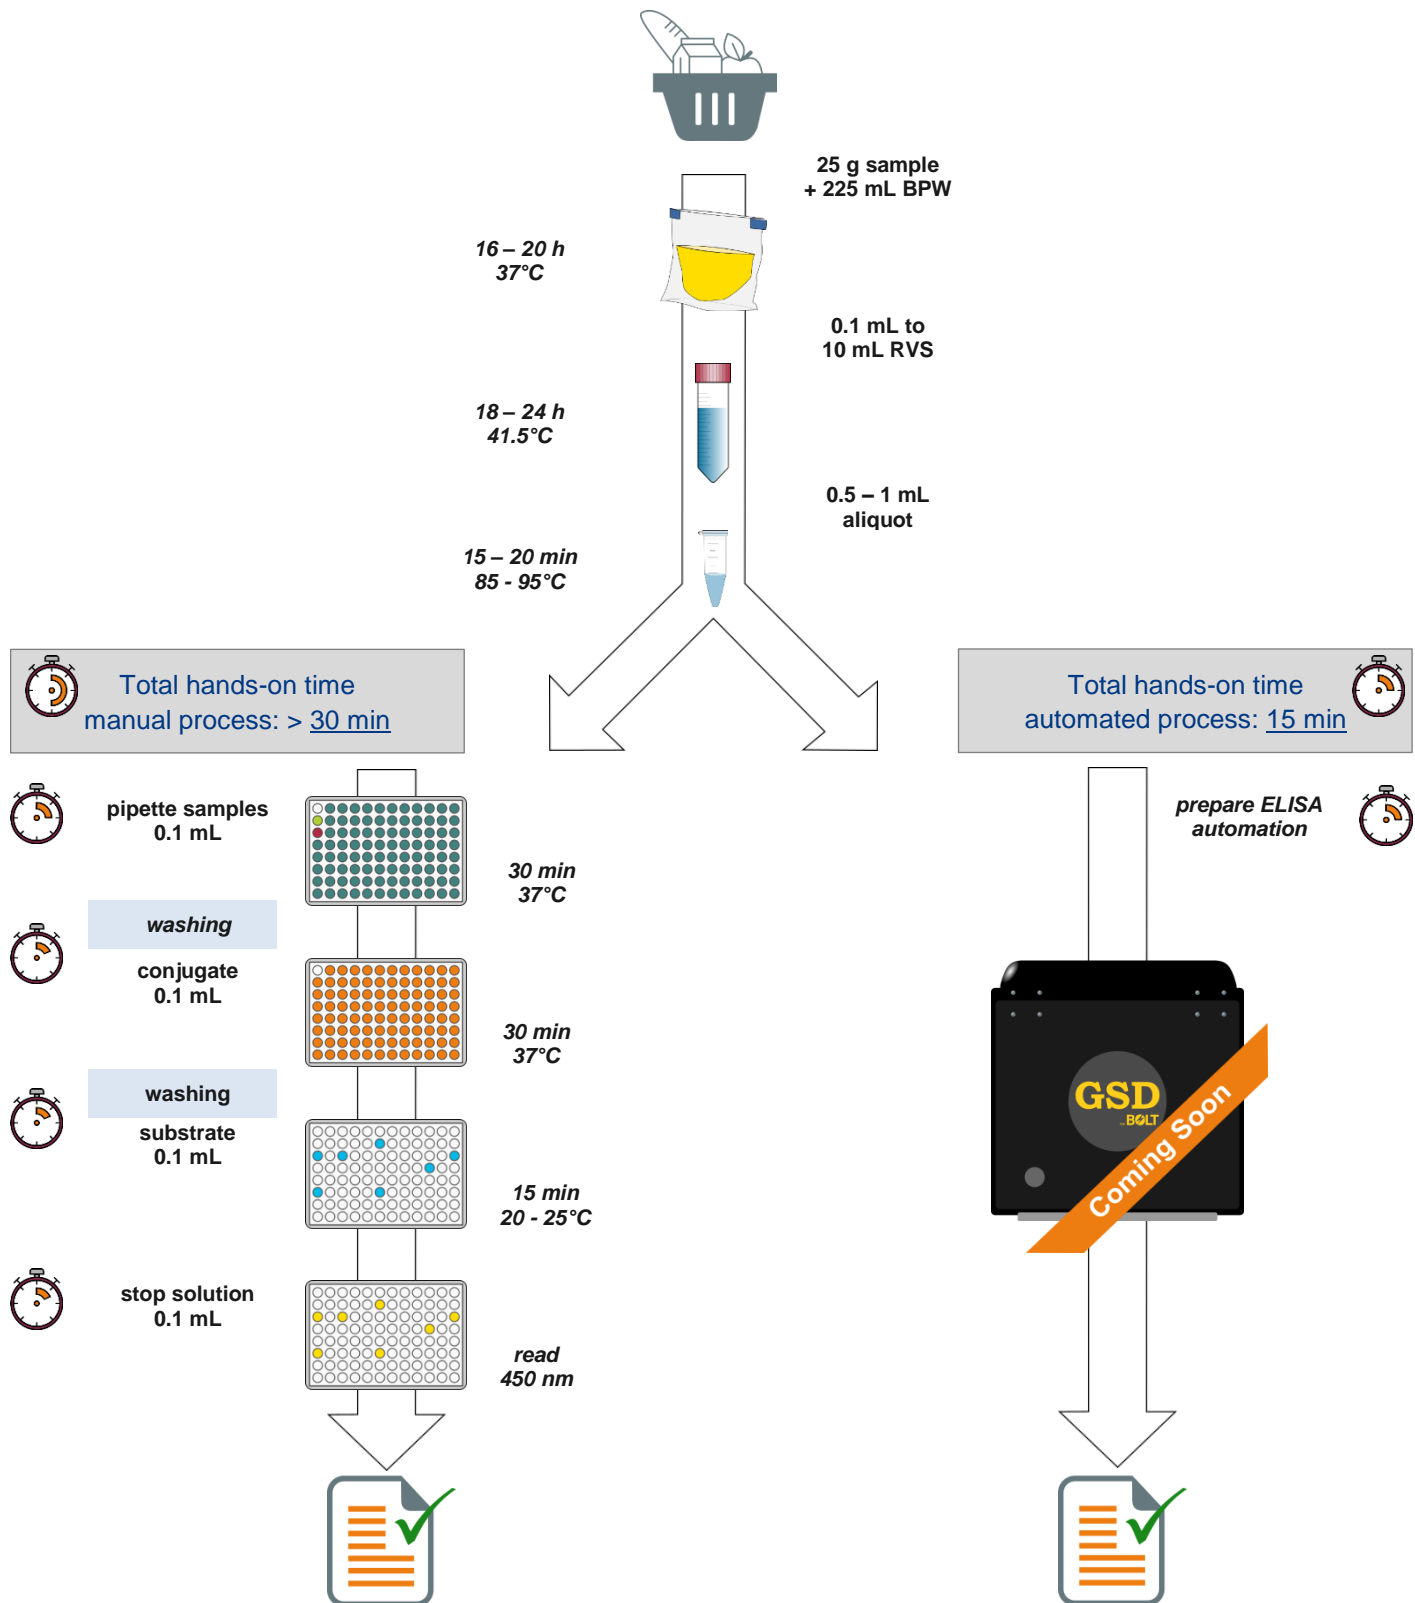 25 g sample
+ 225 mL BPW
16 – 20 h
37°C
0.1 mL to
10 mL RVS
18 – 24 h
41.5°C
0.5 – 1 mL
aliquot
15 – 20 min
85 - 95°C
Total hands-on time
manual process: > 30 min
pipette samples
0.1 mL
30 min
37°C
washing
conjugate
0.1 mL
30 min
37°C
washing
substrate
0.1 mL
15 min
20 - 25°C
stop solution
0.1 mL
read
450 nm
Total hands-on time
automated process: 15 min
prepare ELISA
automation
GSD
BOLT
Coming Soon